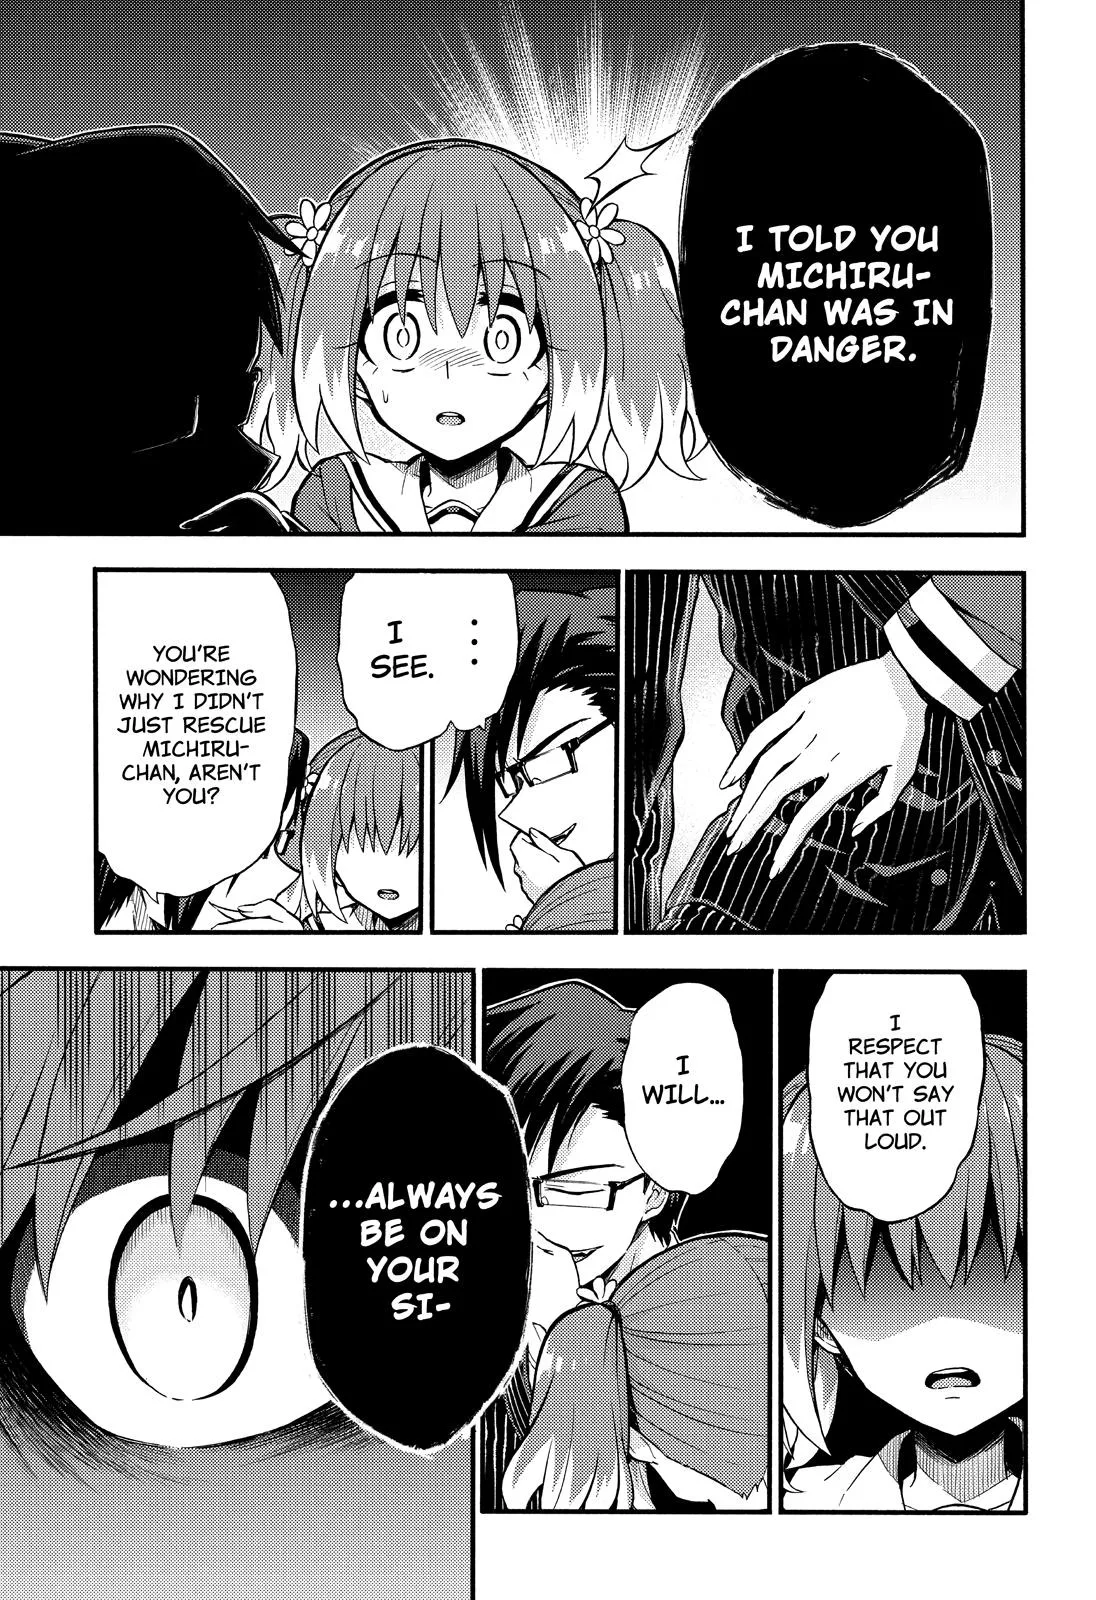 I TOLD YOU
MICHIRU-
CHAN WAS IN
DANGER.
...
I
SEE.
YOU'RE
WONDERING
WHY I DIDN'T
JUST RESCUE
MICHIRU-
CHAN, AREN'T
YOU?
I
RESPECT
THAT YOU
WON'T SAY
THAT OUT
LOUD.
I
WILL...
...ALWAYS
BE ON
YOUR
SI-